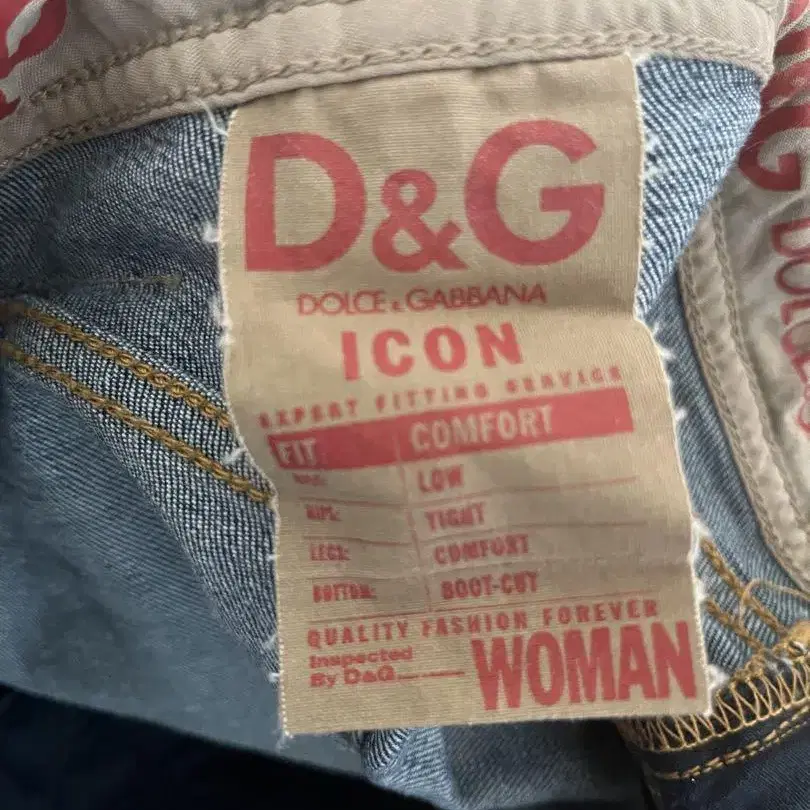 D&G
DOLCE & GABBANA
ICON
EXPERT FITTING SERVICE
FIT COMFORT
LOW
HIPS: TIGHT
LEGS: COMFORT
BOTTOM: BOOT-CUT
QUALITY FASHION FOREVER
Inspected
By D&G
WOMAN
G DOLCE &